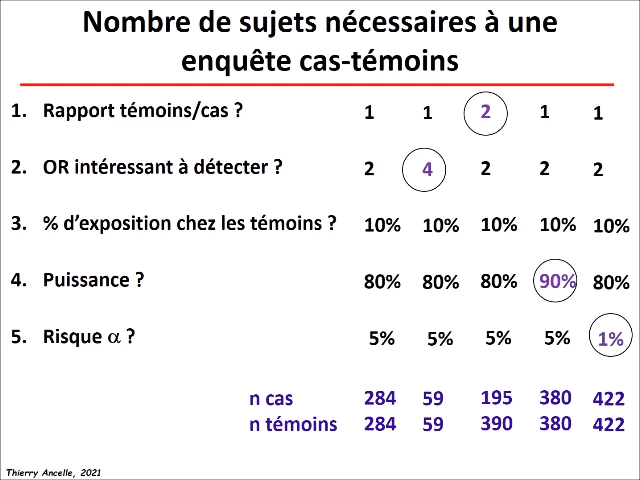 Nombre de sujets nécessaires à une
enquête cas-témoins
1. Rapport témoins/cas ? 1 1 2 1 1
2. OR intéressant à détecter ? 2 4 2 2 2
3. % d'exposition chez les témoins ? 10% 10% 10% 10% 10%
4. Puissance ? 80% 80% 80% 90% 80%
5. Risque α ? 5% 5% 5% 5% 1%
n cas 284 59 195 380 422
n témoins 284 59 390 380 422
Thierry Ancelle, 2021